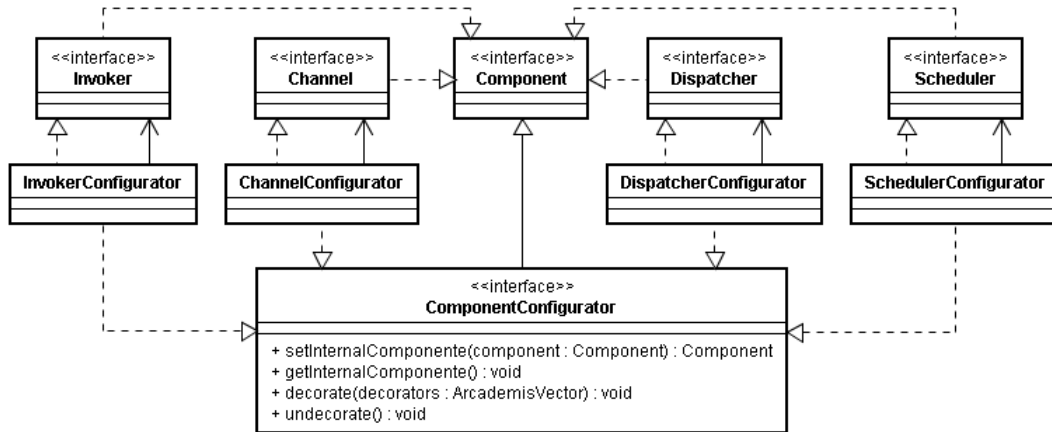 <<interface>>
Invoker
<<interface>>
Channel
<<interface>>
Component
<<interface>>
Dispatcher
<<interface>>
Scheduler
InvokerConfigurator
ChannelConfigurator
DispatcherConfigurator
SchedulerConfigurator
<<interface>>
ComponentConfigurator
+ setInternalComponente(component : Component) : Component
+ getInternalComponente() : void
+ decorate(decorators : ArcademisVector) : void
+ undecorate() : void